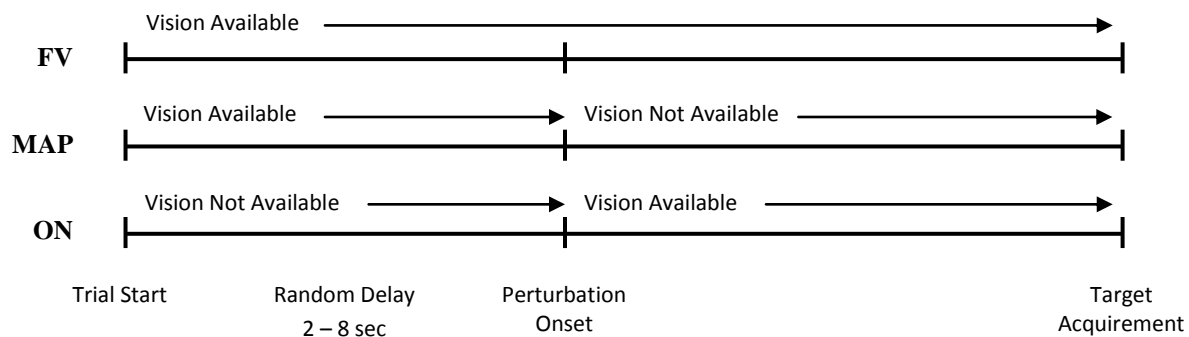 Vision Available
FV
Vision Available Vision Not Available
MAP
Vision Not Available Vision Available
ON
Trial Start Random Delay Perturbation Target
2 – 8 sec Onset Acquirement